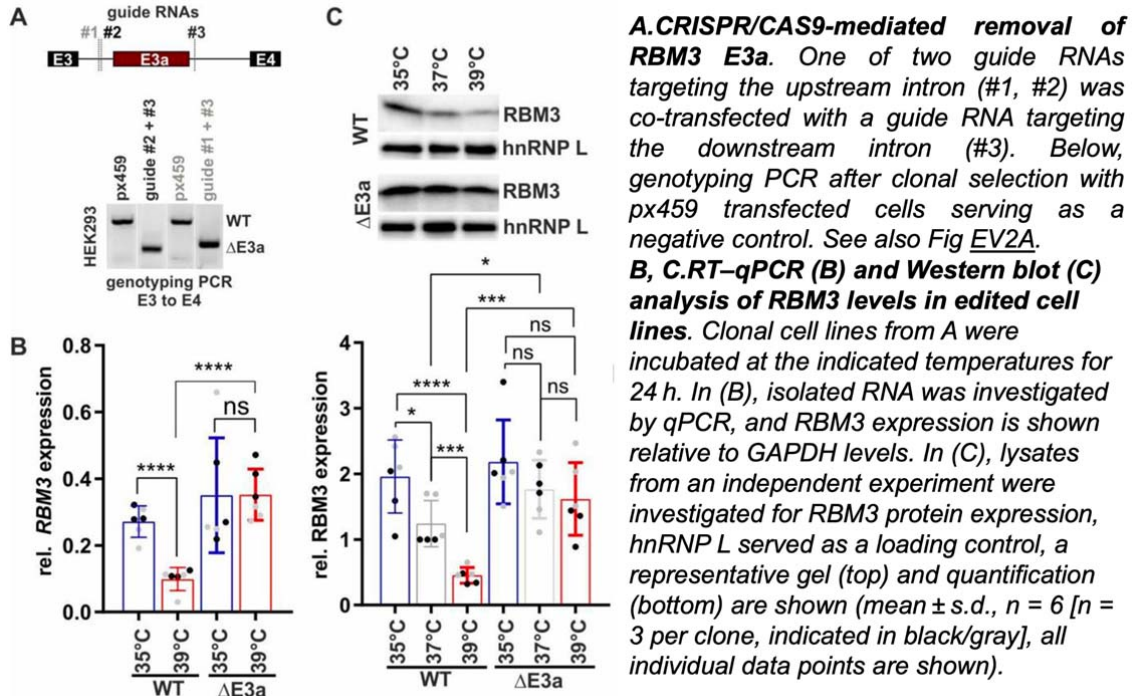 A
guide RNAs
#1 #2 #3
E3 E3a E4
px459
guide #2 + #3
px459
guide #1 + #3
HEK293
WT
ΔE3a
genotyping PCR
E3 to E4
B
rel. RBM3 expression
0.8
0.6
0.4
0.2
0.0
****
****
ns
35°C 39°C 35°C 39°C
WT ΔE3a
C
35°C 37°C 39°C
WT
RBM3
hnRNP L
ΔE3a
RBM3
hnRNP L
rel. RBM3 expression
4
3
2
1
0
*
***
ns
ns
ns
****
*
***
35°C 37°C 39°C 35°C 37°C 39°C
WT ΔE3a
A.CRISPR/CAS9-mediated removal of
RBM3 E3a. One of two guide RNAs
targeting the upstream intron (#1, #2) was
co-transfected with a guide RNA targeting
the downstream intron (#3). Below,
genotyping PCR after clonal selection with
px459 transfected cells serving as a
negative control. See also Fig EV2A.
B, C.RT–qPCR (B) and Western blot (C)
analysis of RBM3 levels in edited cell
lines. Clonal cell lines from A were
incubated at the indicated temperatures for
24 h. In (B), isolated RNA was investigated
by qPCR, and RBM3 expression is shown
relative to GAPDH levels. In (C), lysates
from an independent experiment were
investigated for RBM3 protein expression,
hnRNP L served as a loading control, a
representative gel (top) and quantification
(bottom) are shown (mean ± s.d., n = 6 [n =
3 per clone, indicated in black/gray], all
individual data points are shown).